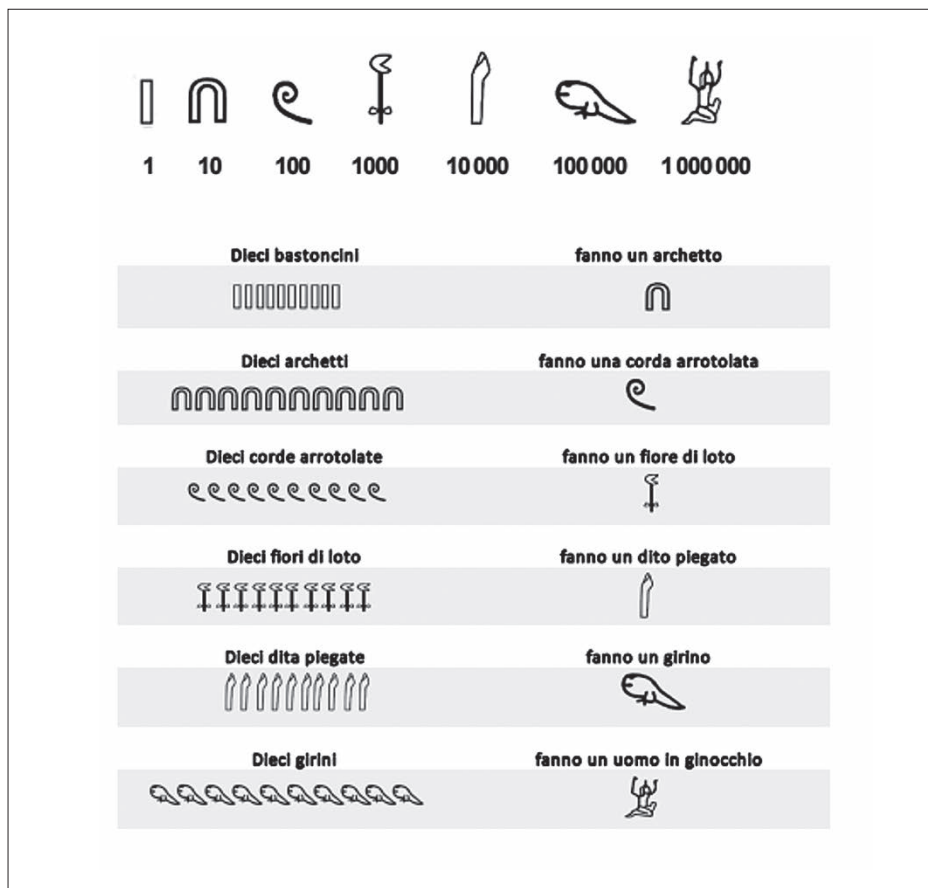 1 10 100 1000 10 000 100 000 1 000 000
Dieci bastoncini fanno un archetto
Dieci archetti fanno una corda arrotolata
Dieci corde arrotolate fanno un fiore di loto
Dieci fiori di loto fanno un dito piegato
Dieci dita piegate fanno un girino
Dieci girini fanno un uomo in ginocchio